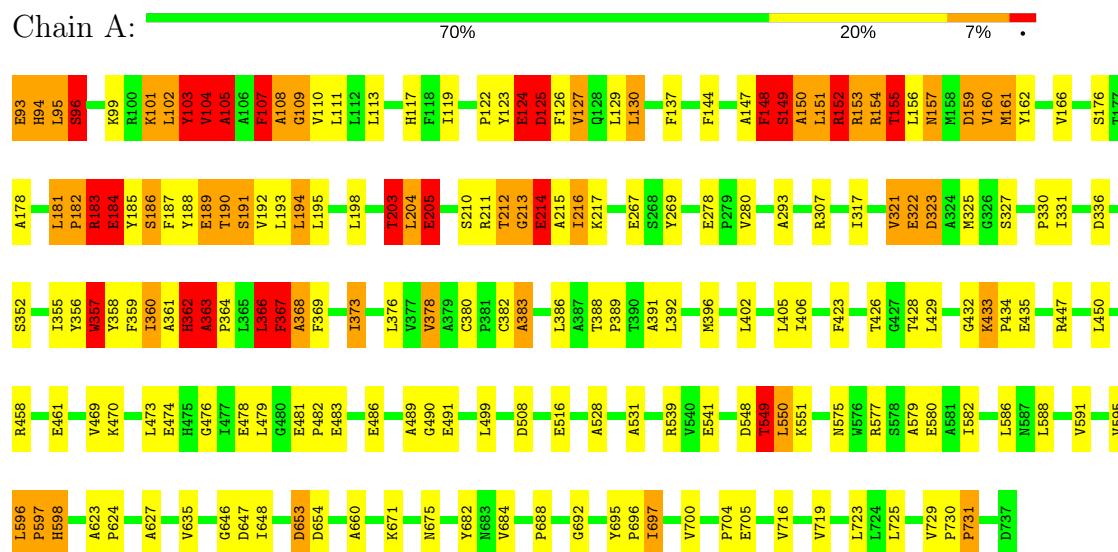 Chain A:
70% 20% 7% •
E93 H94 L95 S96 K99 R100 K101 L102 Y103 V104 A105 A106 F107 A108 G109 V110 L111 L112 L113 H117 F118 I119 P122 Y123 E124 D125 F126 V127 Q128 L129 L130 F137 F144 A147 F148 S149 A150 L151 R152 R153 R154 T155 L156 N157 M158 D159 V160 M161 Y162 V166 S176 T177
A178 L181 P182 R183 E184 Y185 S186 F187 Y188 E189 T190 S191 V192 L193 L194 L195 L198 I203 L204 E205 S210 R211 T212 G213 E214 A215 I216 K217 E267 S268 Y269 E278 P279 V280 A293 R307 I317 V321 E322 D323 A324 M325 G326 S327 P330 I331 D336
S352 I355 Y356 W357 Y358 F359 I360 A361 H362 A363 P364 L365 L366 F367 A368 F369 I373 L376 V377 V378 A379 C380 P381 C382 A383 L386 A387 T388 P389 T390 A391 L392 M396 L402 L405 I406 F423 T426 G427 T428 L429 G432 K433 P434 E435 R447 L450
R458 E461 V469 K470 L473 E474 H475 G476 I477 E478 L479 G480 E481 P482 E483 E486 A489 G490 E491 L499 D508 E516 A528 A531 R539 V540 E541 D548 T549 L550 K551 N575 W576 R577 S578 A579 E580 A581 I582 L586 N587 L588 V591 V595
L596 P597 H598 A623 P624 A627 V635 G646 D647 I648 D653 D654 A660 K671 N675 Y682 N683 V684 P688 G692 Y695 P696 I697 V700 P704 E705 V716 V719 L723 L724 L725 V729 P730 P731 D737